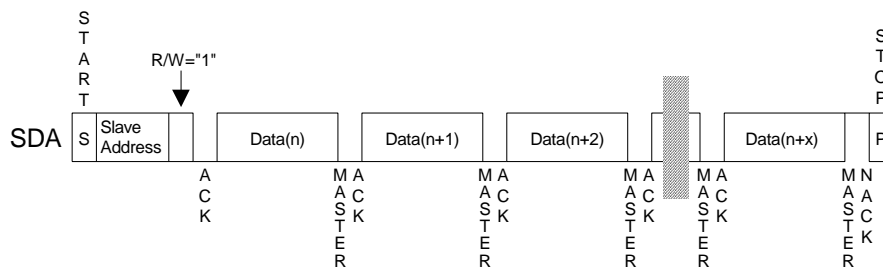 START
STOP
R/W="1"
SDA
S
Slave Address
Data(n)
Data(n+1)
Data(n+2)
Data(n+x)
P
ACK
MASTER ACK
MASTER ACK
MASTER ACK
MASTER ACK
MASTER NACK